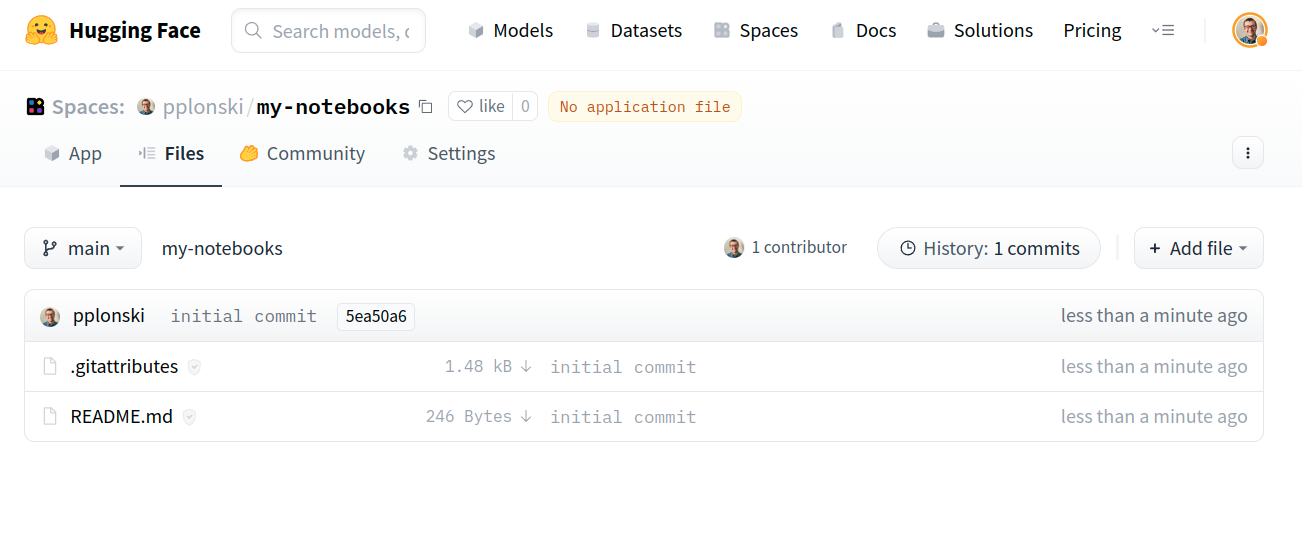 Hugging Face Search models, c Models Datasets Spaces Docs Solutions Pricing
Spaces: pplonski/my-notebooks like 0 No application file
App Files Community Settings
main my-notebooks 1 contributor History: 1 commits + Add file
pplonski initial commit 5ea50a6 less than a minute ago
.gitattributes 1.48 kB ↓ initial commit less than a minute ago
README.md 246 Bytes ↓ initial commit less than a minute ago